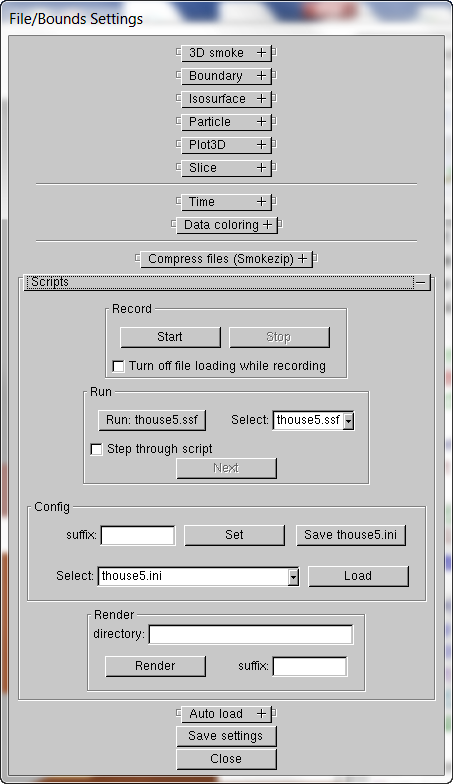 File/Bounds Settings
3D smoke +
Boundary +
Isosurface +
Particle +
Plot3D +
Slice +
Time +
Data coloring +
Compress files (Smokezip) +
Scripts −
Record
Start Stop
Turn off file loading while recording
Run
Run: thouse5.ssf Select: thouse5.ssf
Step through script
Next
Config
suffix: Set Save thouse5.ini
Select: thouse5.ini Load
Render
directory:
Render suffix:
Auto load +
Save settings
Close